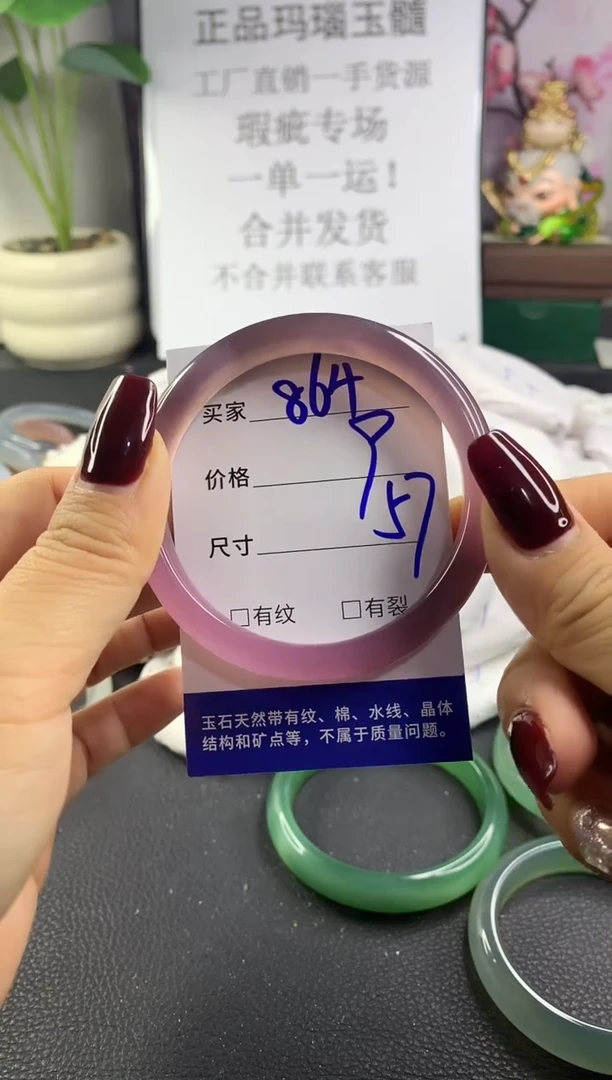 正品玛瑙玉髓
工厂直销一手货源
瑕疵专场
一单一运！
合并发货
不合并联系客服
买家 864
价格
尺寸 57
□有纹 □有裂
玉石天然带有纹、棉、水线、晶体
结构和矿点等，不属于质量问题。